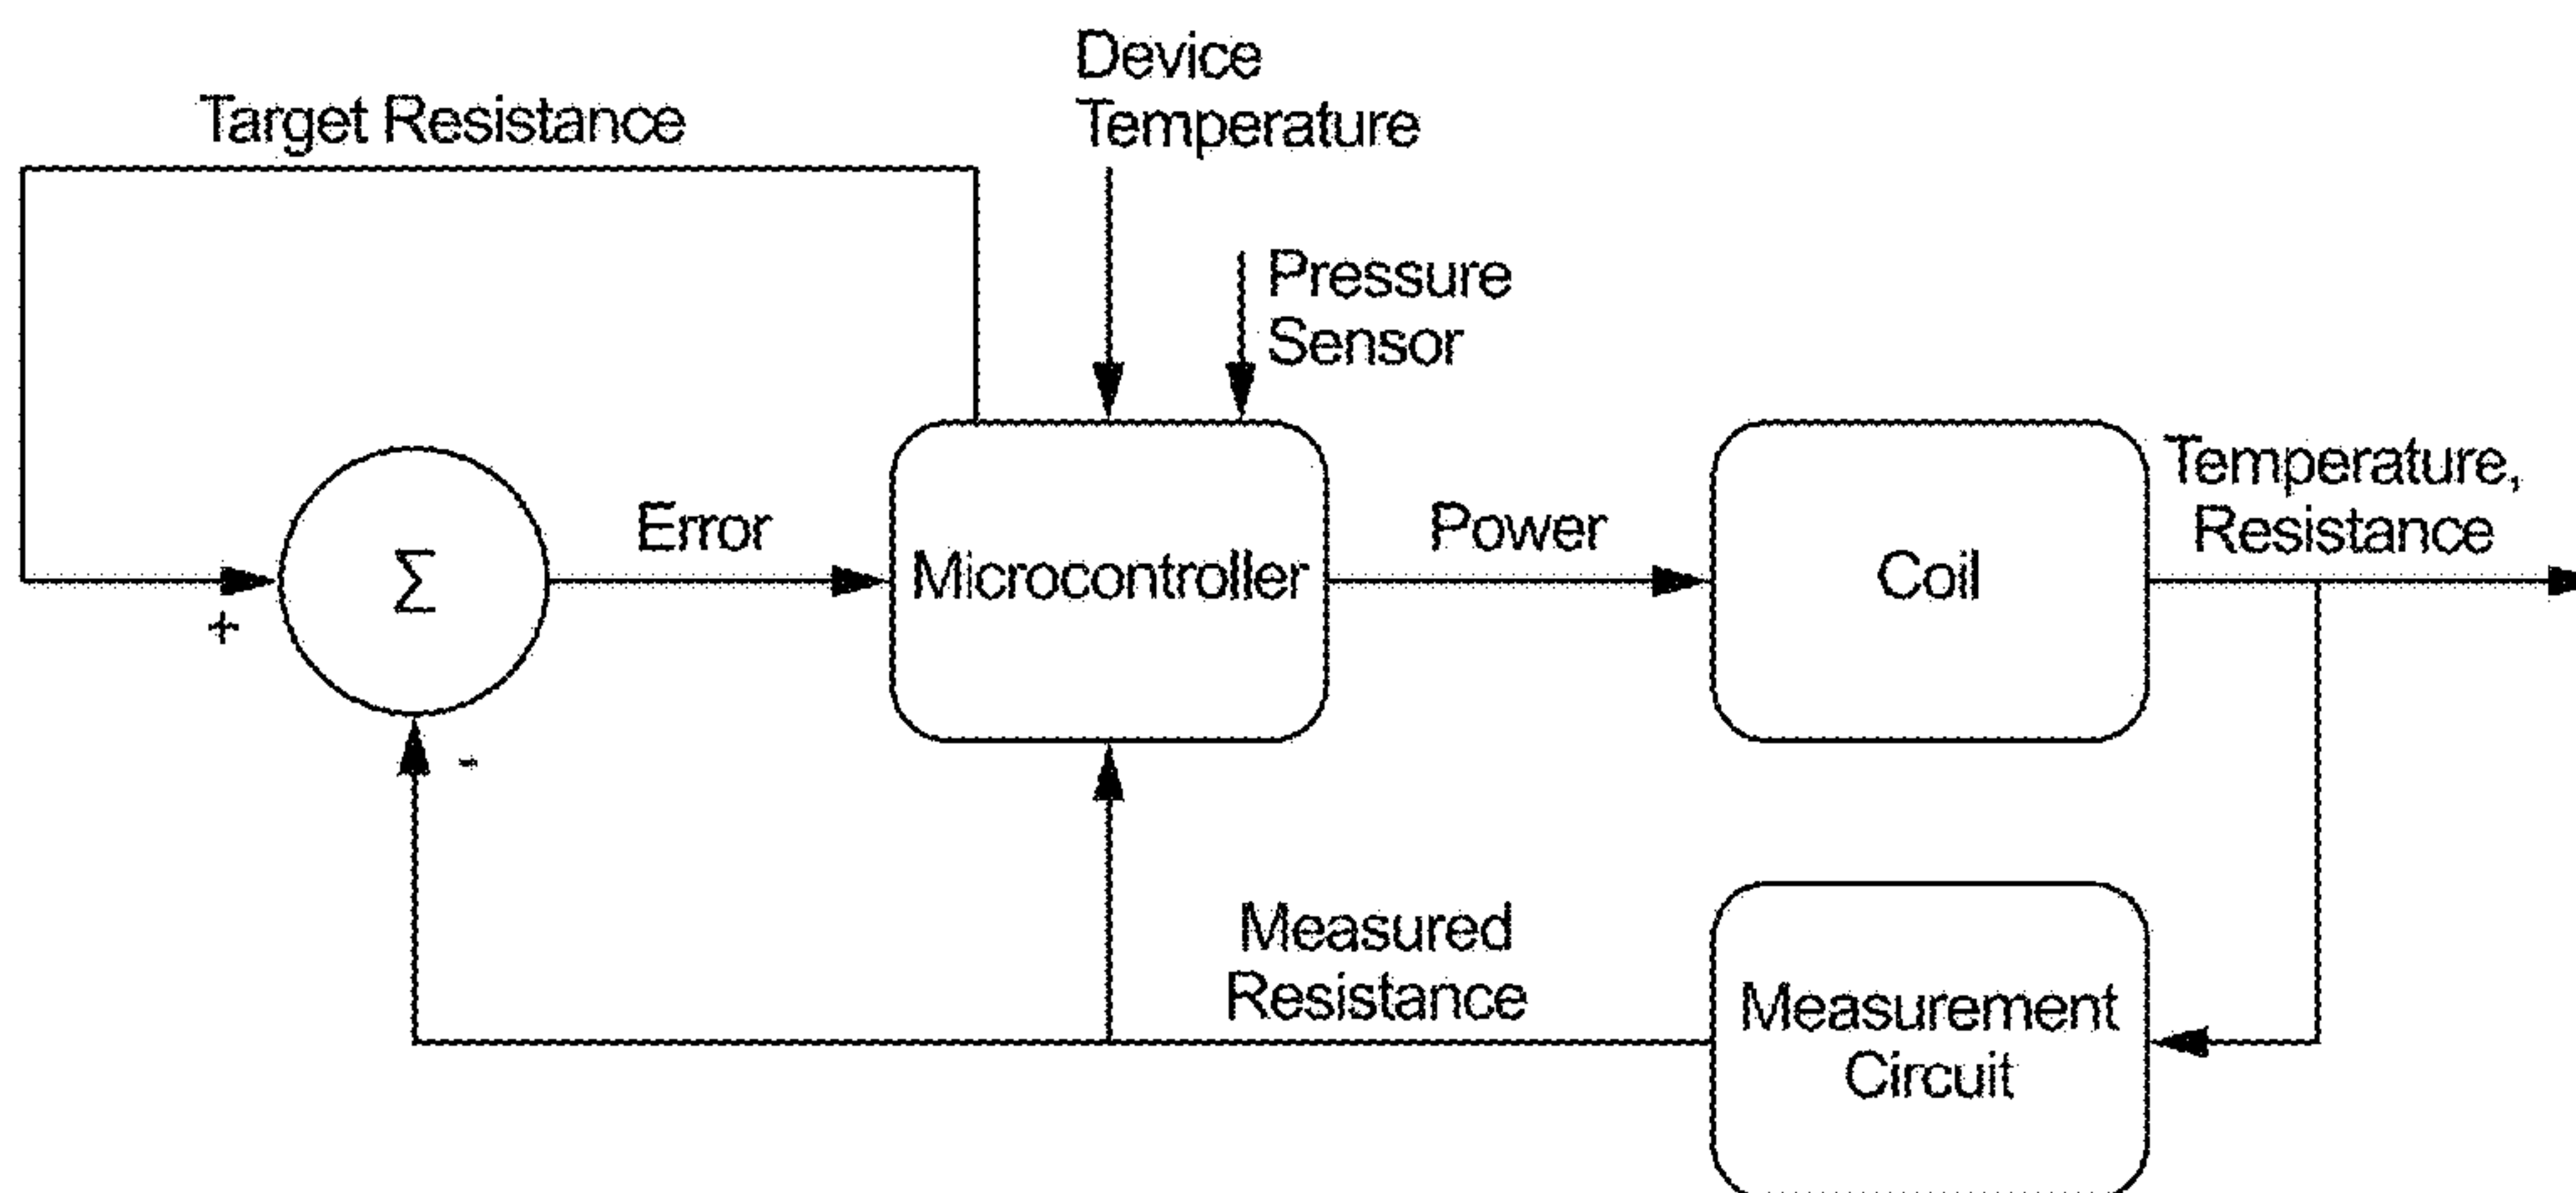 Device
Temperature
Target Resistance
Pressure
Sensor
Temperature,
Resistance
Error
Power
Σ
Microcontroller
Coil
+
-
Measured
Resistance
Measurement
Circuit